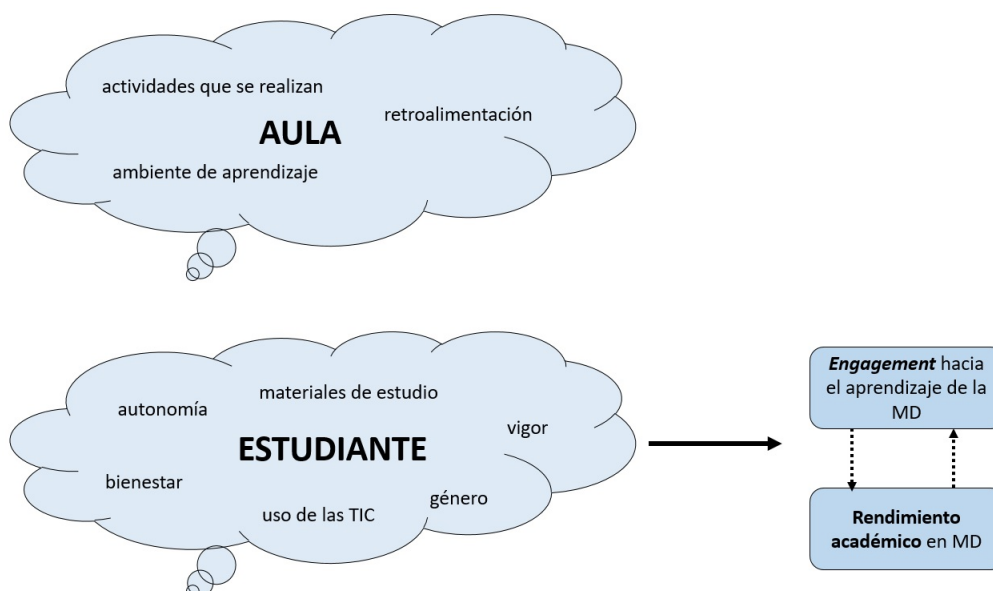 actividades que se realizan
retroalimentación
AULA
ambiente de aprendizaje
materiales de estudio
autonomía
vigor
ESTUDIANTE
bienestar
género
uso de las TIC
Engagement hacia
el aprendizaje de la
MD
Rendimiento
académico en MD